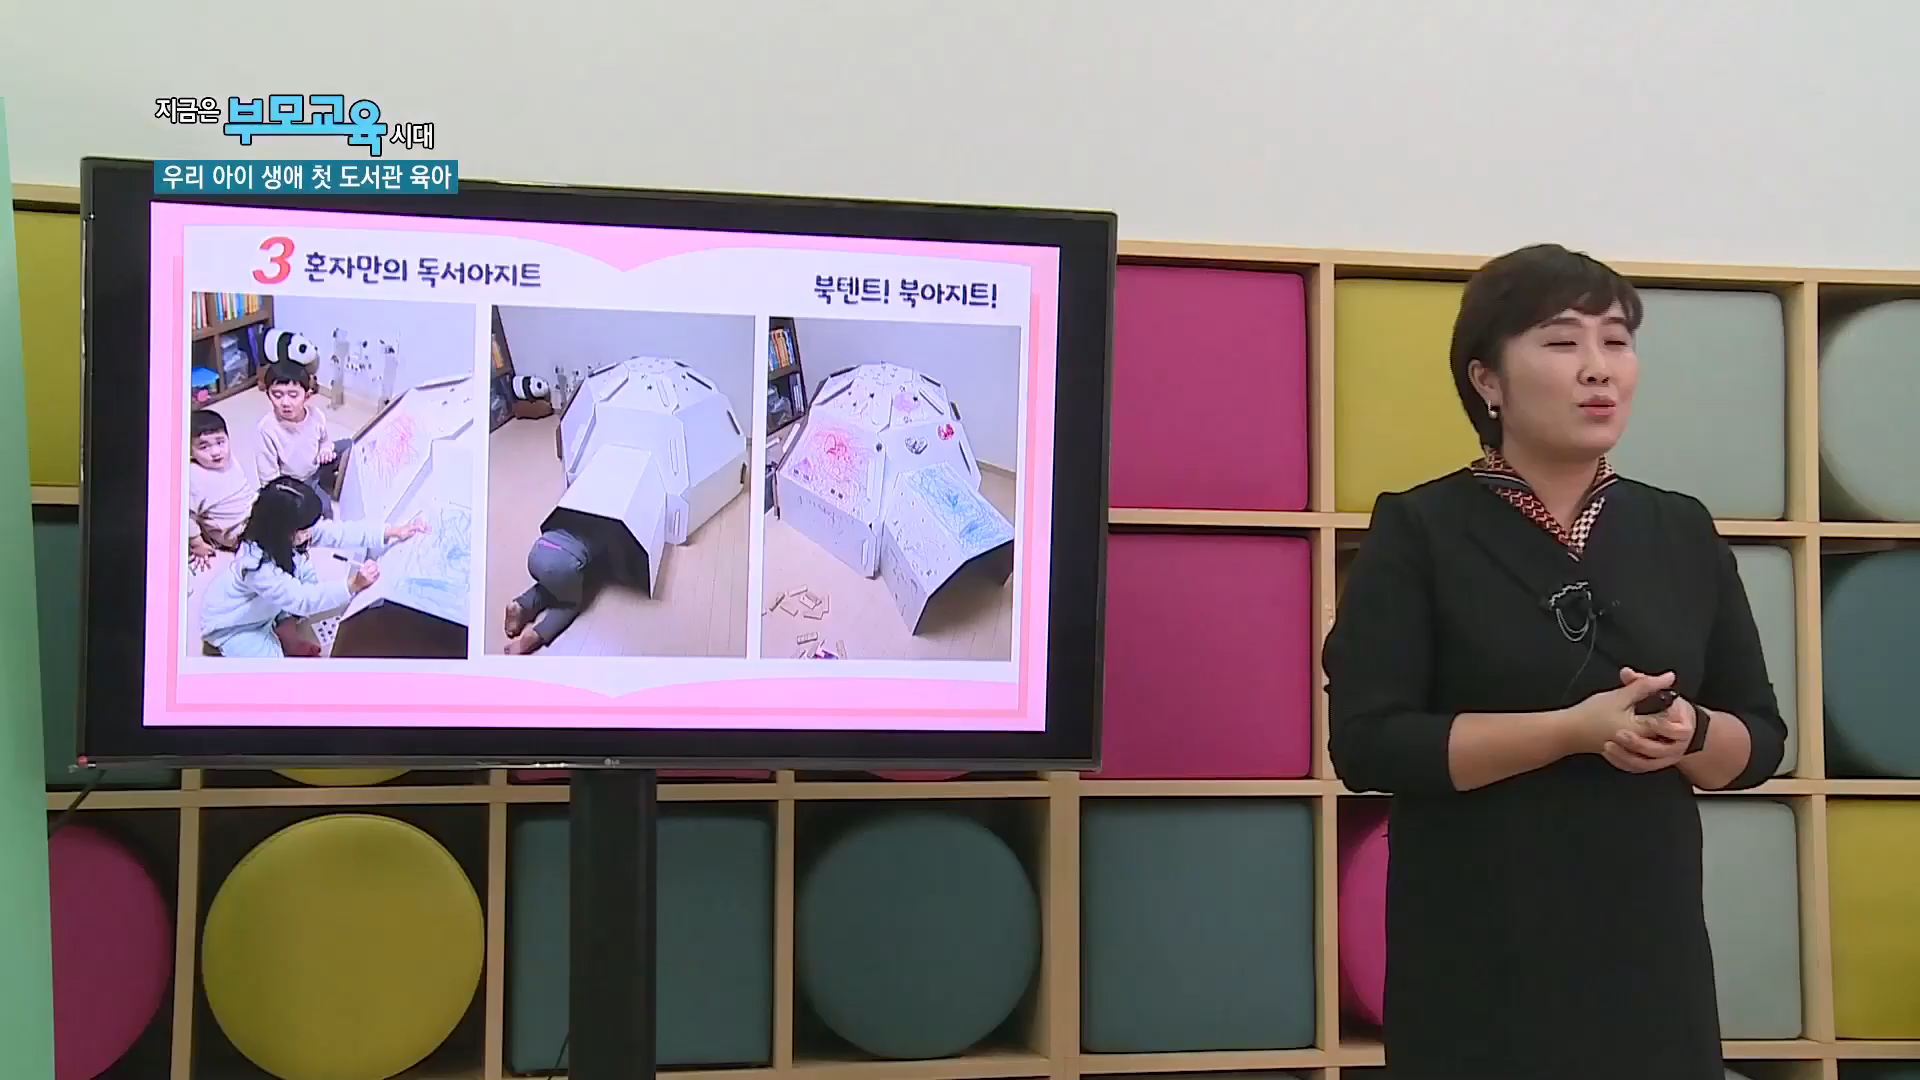 지금은 부모교육 시대
우리 아이 생애 첫 도서관 육아
3 혼자만의 독서아지트
북텐트! 북아지트!
LG